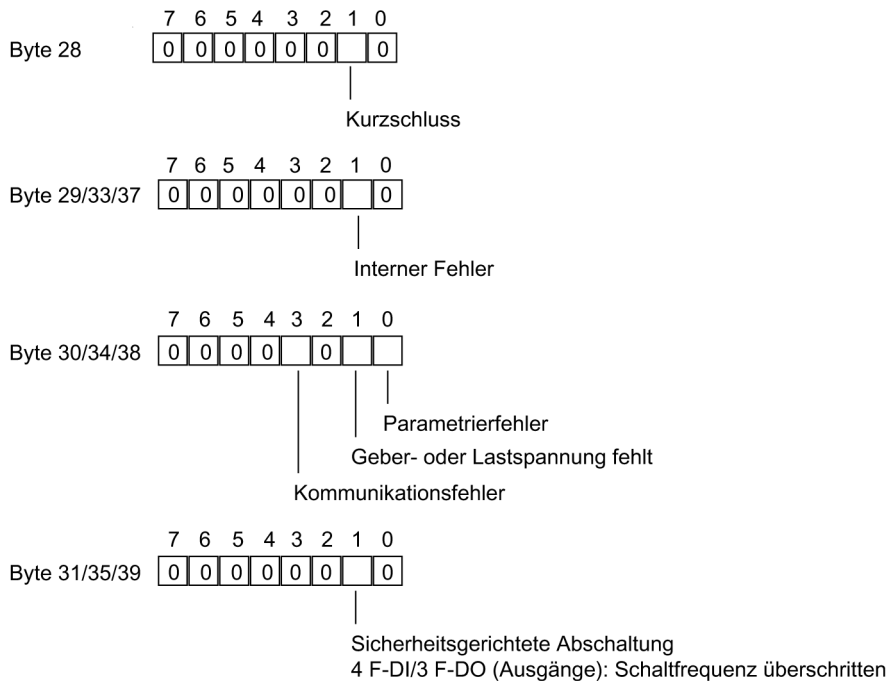 7 6 5 4 3 2 1 0
Byte 28 0 0 0 0 0 0 0
Kurzschluss
7 6 5 4 3 2 1 0
Byte 29/33/37 0 0 0 0 0 0 0
Interner Fehler
7 6 5 4 3 2 1 0
Byte 30/34/38 0 0 0 0 0
Parametrierfehler
Geber- oder Lastspannung fehlt
Kommunikationsfehler
7 6 5 4 3 2 1 0
Byte 31/35/39 0 0 0 0 0 0 0
Sicherheitsgerichtete Abschaltung
4 F-DI/3 F-DO (Ausgänge): Schaltfrequenz überschritten